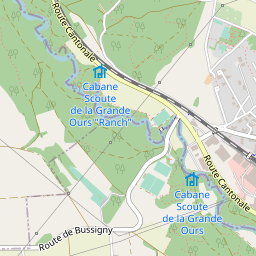 Route Cantonale
Cabane
Scoute
de la Grande
Ours "Ranch"
Route Cantonale
Cabane
Scoute
de la Grande
Ours
Route de Bussigny